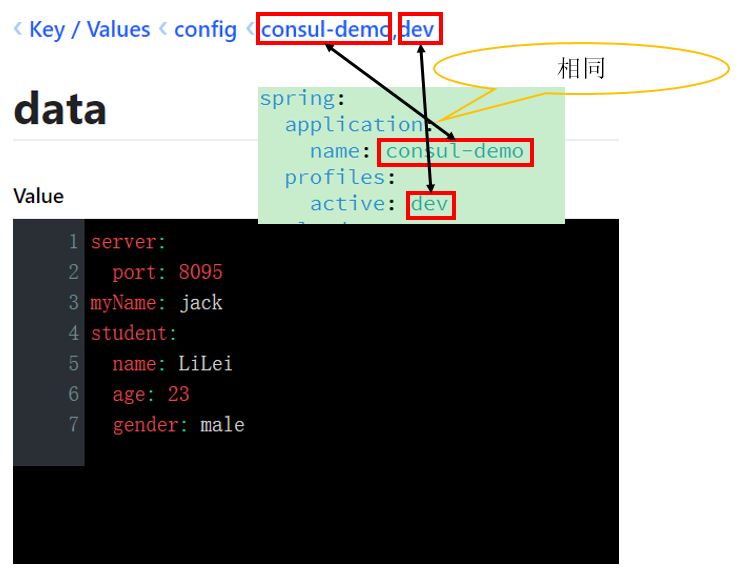 Key / Values config consul-demo,dev
相同
data
spring:
application:
name: consul-demo
profiles:
active: dev
Value
1 server:
2 port: 8095
3 myName: jack
4 student:
5 name: LiLei
6 age: 23
7 gender: male